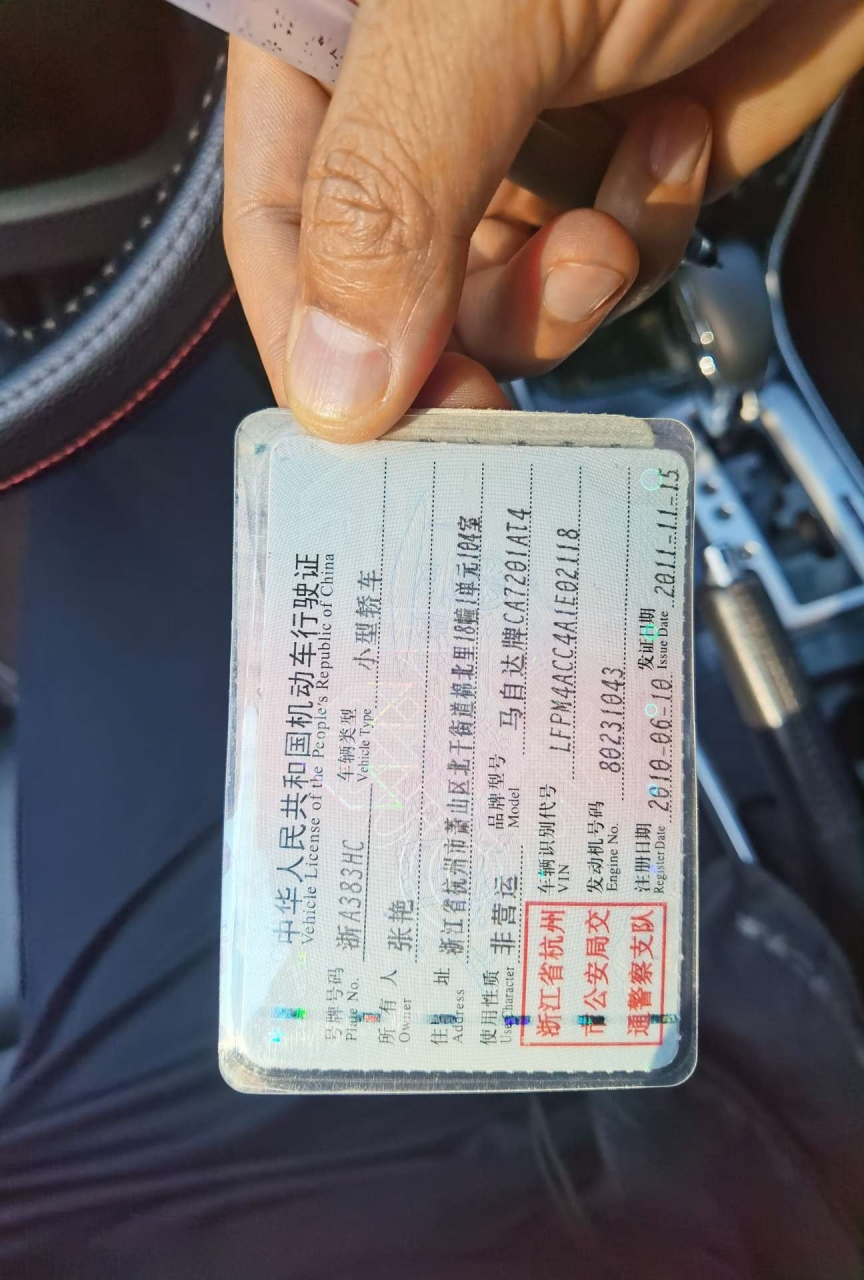 中华人民共和国机动车行驶证
Vehicle License of the People's Republic of China
号牌号码 浙A383HC 车辆类型 小型轿车
Plate No. Vehicle Type
所有人 张艳
Owner
住址 浙江省杭州市萧山区北干街道棉北里18幢1单元104室
Address
使用性质 非营运 品牌型号 马自达牌CA7201AT4
Use Character Model
浙江省杭州市公安局交通警察支队
车辆识别代号 LFPM4ACC4A1E02118
VIN
发动机号码 80231043
Engine No.
注册日期 2010-06-10 发证日期 2011-11-15
Register Date Issue Date